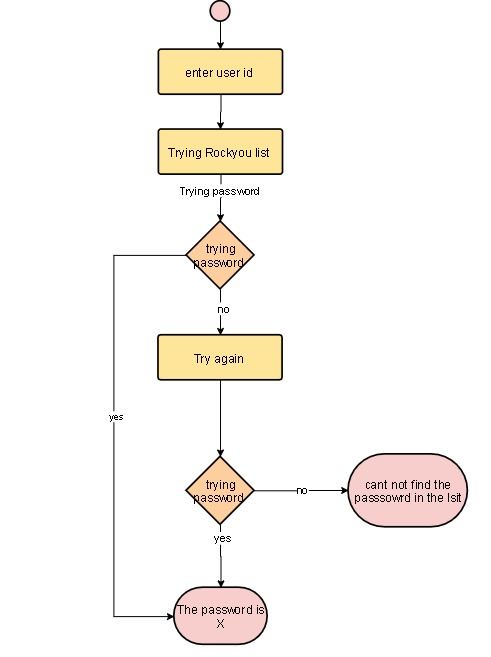 enter user id
Trying Rockyou list
Trying password
trying
password
no
Try again
yes
trying
password
no
cant not find the
passsowrd in the lsit
yes
The password is
X